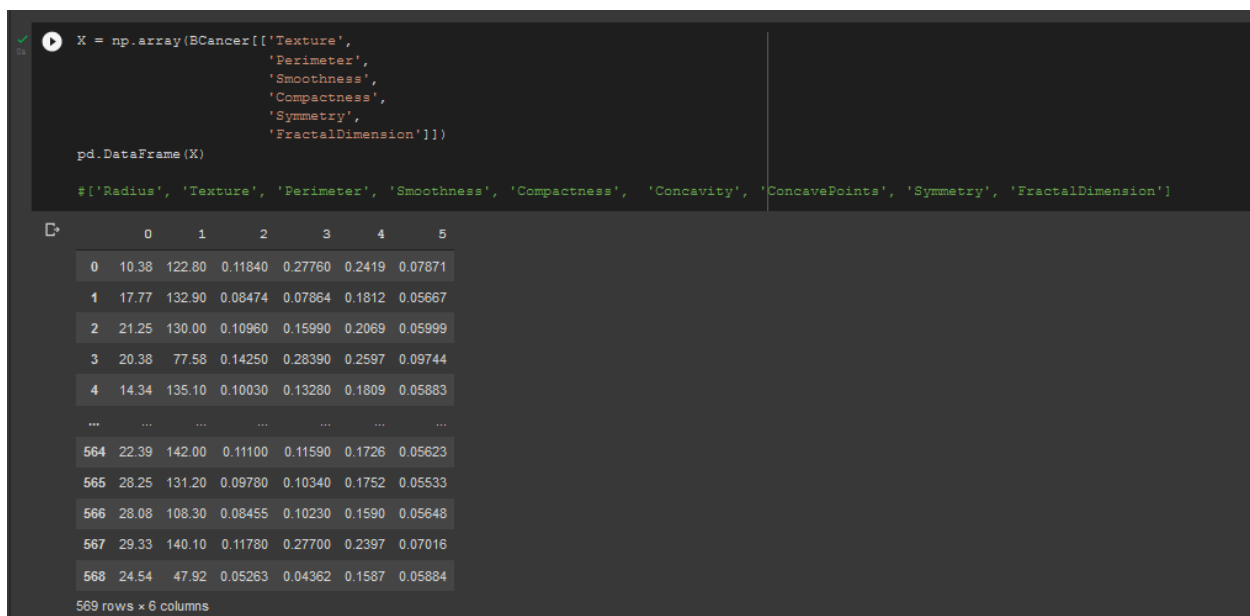 X = np.array(BCancer[['Texture',
'Perimeter',
'Smoothness',
'Compactness',
'Symmetry',
'FractalDimension']])
pd.DataFrame(X)
#['Radius', 'Texture', 'Perimeter', 'Smoothness', 'Compactness', 'Concavity', 'ConcavePoints', 'Symmetry', 'FractalDimension']
0 1 2 3 4 5
0 10.38 122.80 0.11840 0.27760 0.2419 0.07871
1 17.77 132.90 0.08474 0.07864 0.1812 0.05667
2 21.25 130.00 0.10960 0.15990 0.2069 0.05999
3 20.38 77.58 0.14250 0.28390 0.2597 0.09744
4 14.34 135.10 0.10030 0.13280 0.1809 0.05883
... ... ... ... ... ... ...
564 22.39 142.00 0.11100 0.11590 0.1726 0.05623
565 28.25 131.20 0.09780 0.10340 0.1752 0.05533
566 28.08 108.30 0.08455 0.10230 0.1590 0.05648
567 29.33 140.10 0.11780 0.27700 0.2397 0.07016
568 24.54 47.92 0.05263 0.04362 0.1587 0.05884
569 rows × 6 columns